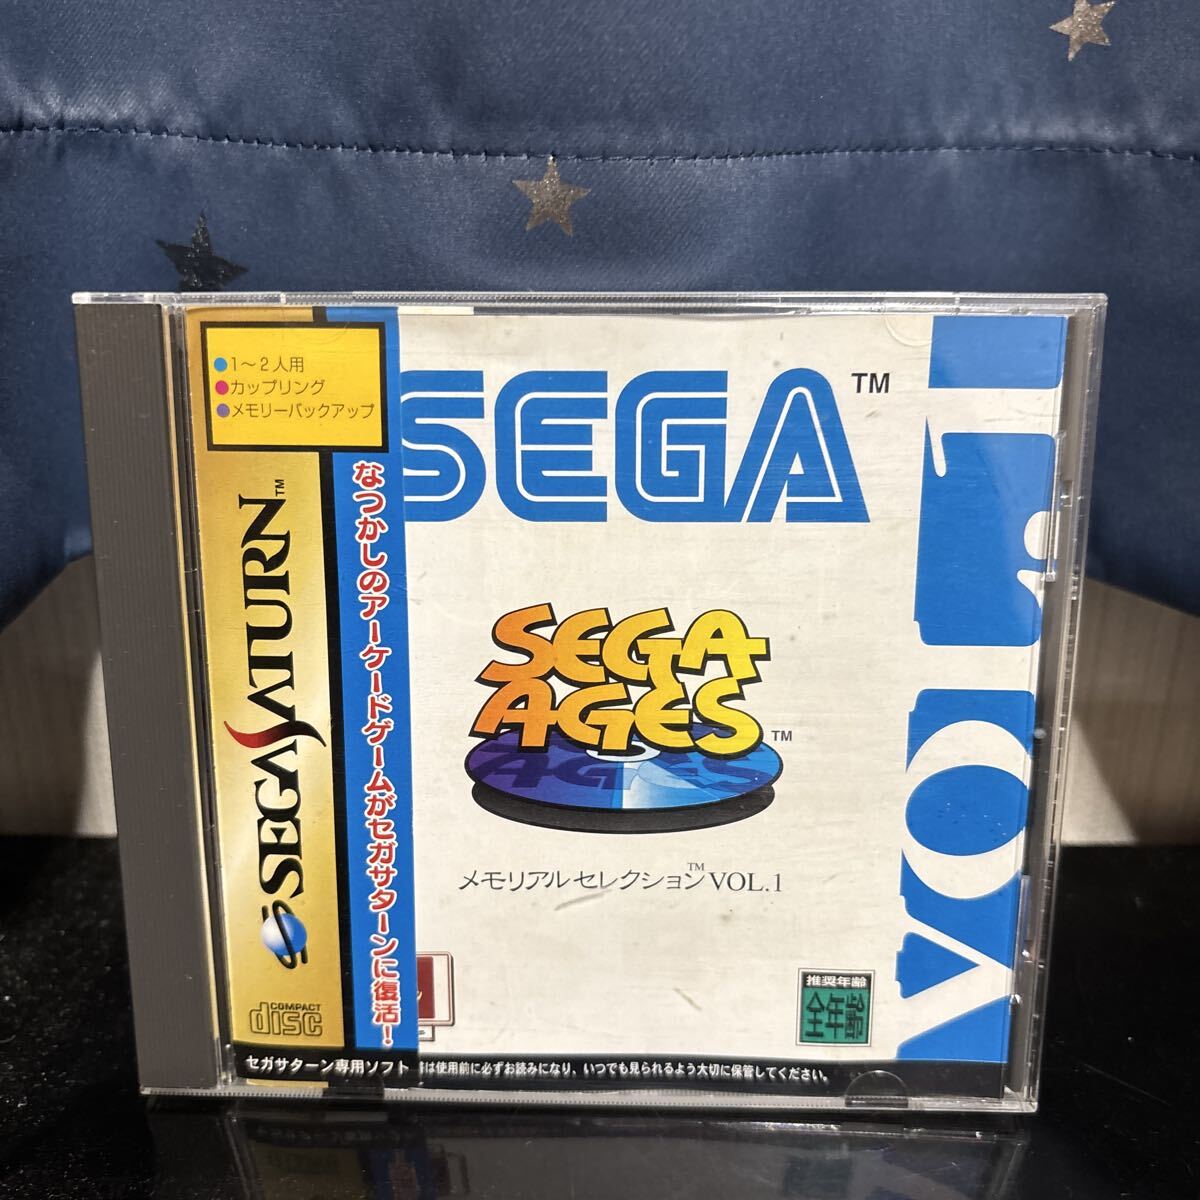 ●1～2人用
●カップリング
●メモリーバックアップ
SEGA SATURN™
COMPACT
disc
なつかしのアーケードゲームがセガサターンに復活！
セガサターン専用ソフト
SEGA™
SEGA
AGES™
メモリアルセレクション™ VOL.1
VOL.1
推奨年齢
全年齢
は使用前に必ずお読みになり、いつでも見られるよう大切に保管してください。